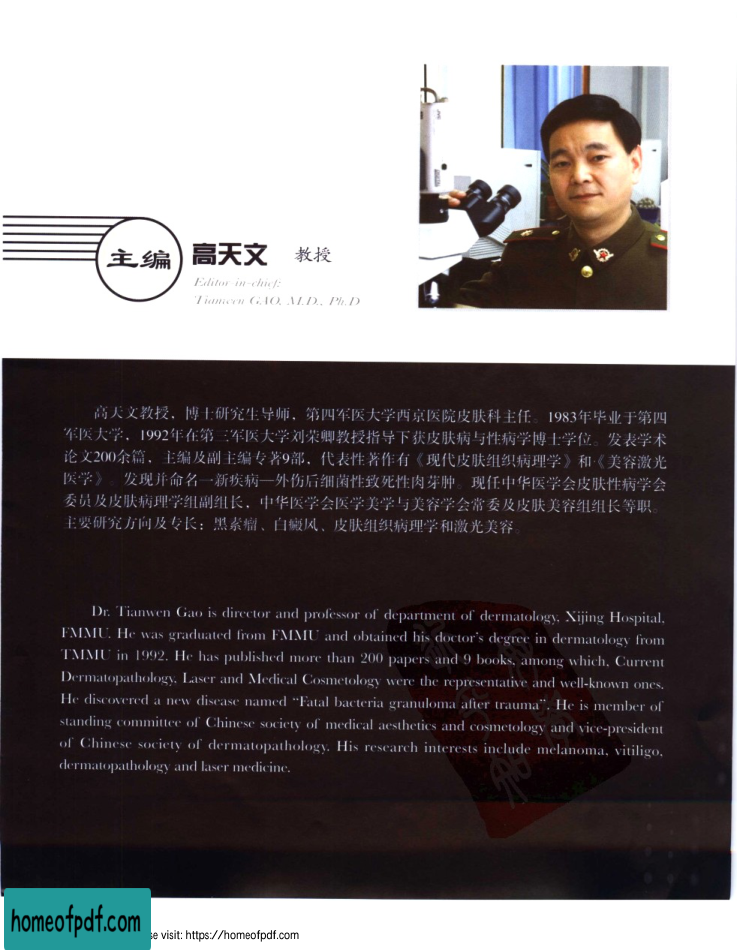 主编 高天文 教授
Editor-in-chief:
Tianwen GAO, M.D., Ph.D
高天文教授，博士研究生导师，第四军医大学西京医院皮肤科主任。1983年毕业于第四
军医大学，1992年在第三军医大学刘荣卿教授指导下获皮肤病与性病学博士学位。发表学术
论文200余篇，主编及副主编专著9部，代表性著作有《现代皮肤组织病理学》和《美容激光
医学》。发现并命名一新疾病—外伤后细菌性致死性肉芽肿。现任中华医学会皮肤性病学会
委员及皮肤病理学组副组长，中华医学会医学美学与美容学会常委及皮肤美容组组长等职。
主要研究方向及专长：黑素瘤、白癜风、皮肤组织病理学和激光美容。
Dr. Tianwen Gao is director and professor of department of dermatology, Xijing Hospital,
FMMU. He was graduated from FMMU and obtained his doctor's degree in dermatology from
TMMU in 1992. He has published more than 200 papers and 9 books, among which, Current
Dermatopathology, Laser and Medical Cosmetology were the representative and well-known ones.
He discovered a new disease named “Fatal bacteria granuloma after trauma”. He is member of
standing committee of Chinese society of medical aesthetics and cosmetology and vice-president
of Chinese society of dermatopathology. His research interests include melanoma, vitiligo,
dermatopathology and laser medicine.
homeofpdf.com
se visit: https://homeofpdf.com